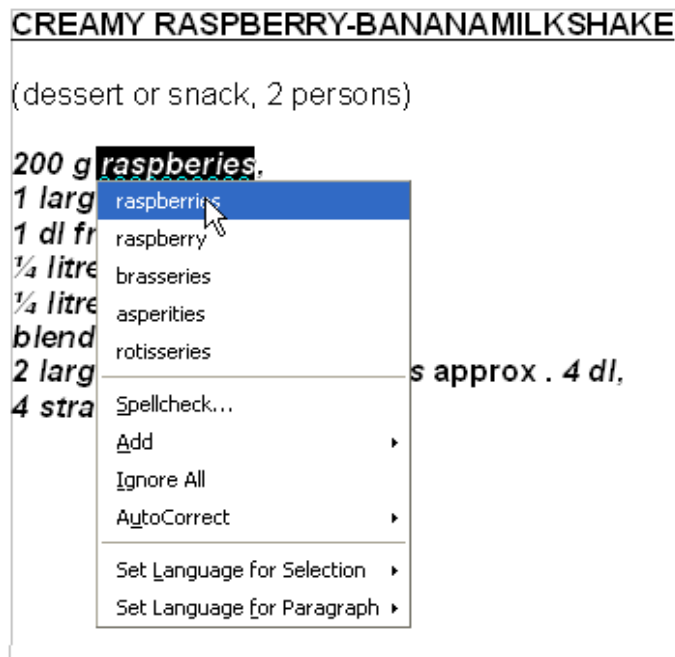 CREAMY RASPBERRY-BANANAMILKSHAKE
(dessert or snack, 2 persons)
200 g raspberies,
1 larg
1 dl fr
¼ litre
¼ litre
blend
2 larg s approx . 4 dl,
4 stra
raspberries
raspberry
brasseries
asperities
rotisseries
Spellcheck...
Add
Ignore All
AutoCorrect
Set Language for Selection
Set Language for Paragraph